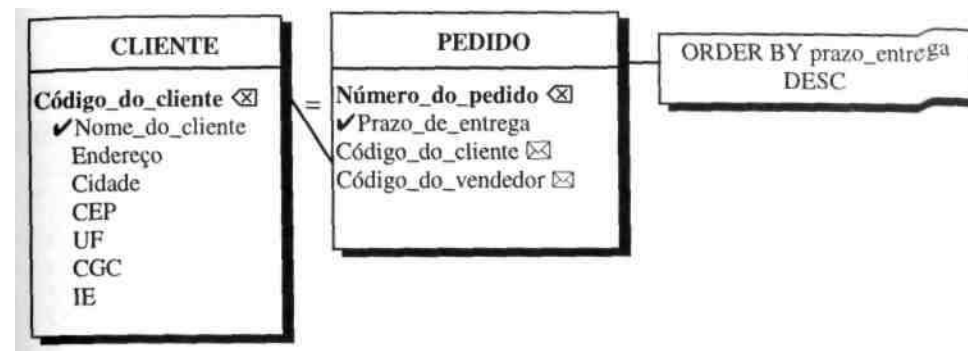 CLIENTE
Código_do_cliente ⌫
✔Nome_do_cliente
Endereço
Cidade
CEP
UF
CGC
IE
=
PEDIDO
Número_do_pedido ⌫
✔Prazo_de_entrega
Código_do_cliente ✉
Código_do_vendedor ✉
ORDER BY prazo_entrega
DESC